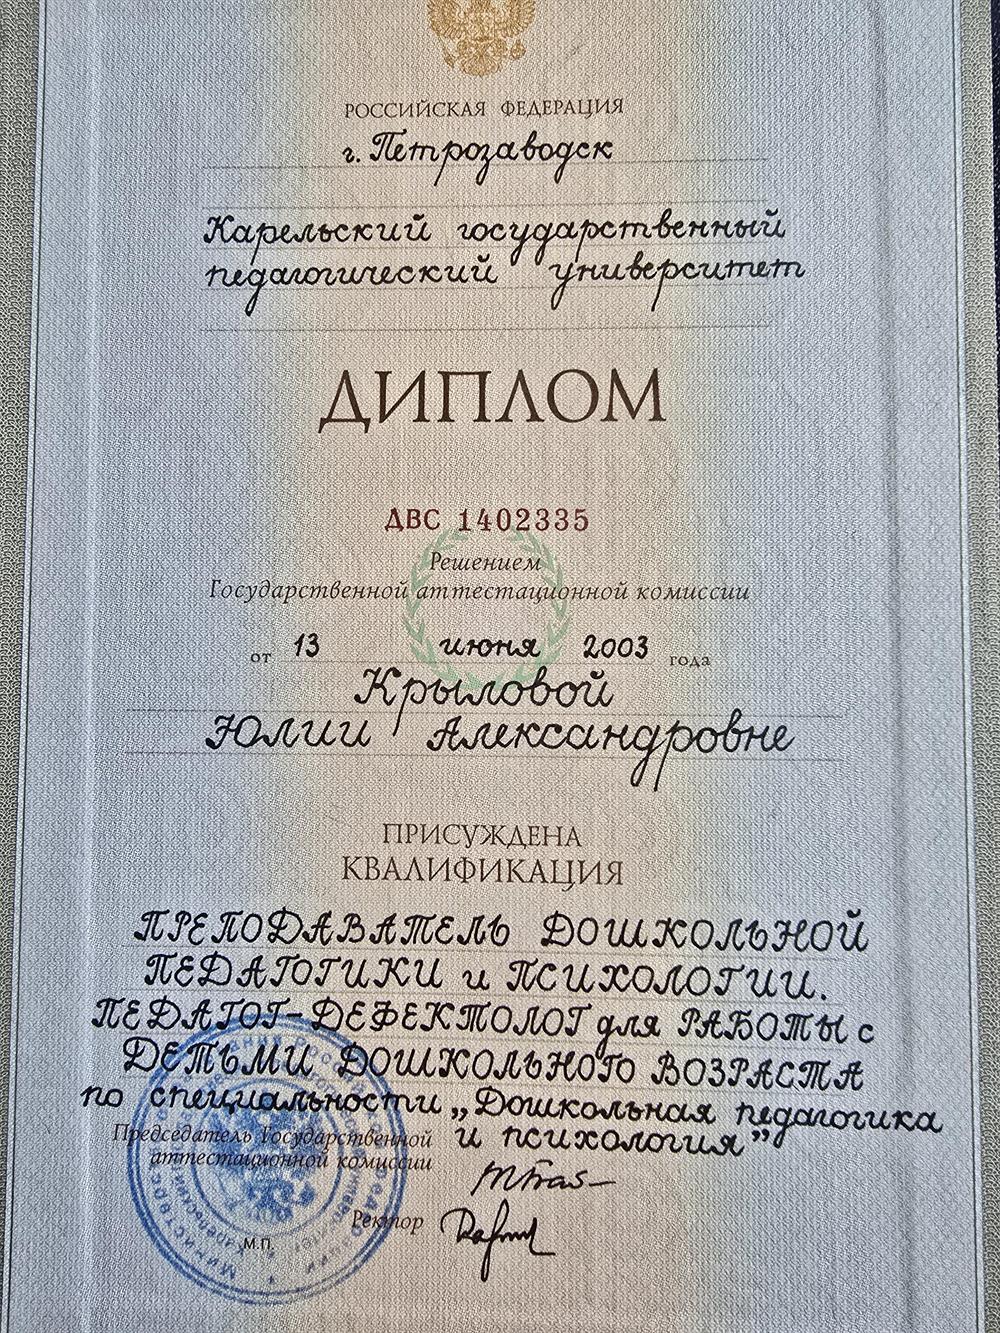 РОССИЙСКАЯ ФЕДЕРАЦИЯ
г. Петрозаводск
Карельский государственный
педагогический университет
ДИПЛОМ
ДВС 1402335
Решением
Государственной аттестационной комиссии
от 13 июня 2003 года
Крыловой
Юлии Александровне
ПРИСУЖДЕНА
КВАЛИФИКАЦИЯ
ПРЕПОДАВАТЕЛЬ ДОШКОЛЬНОЙ
ПЕДАГОГИКИ и ПСИХОЛОГИИ.
ПЕДАГОГ-ДЕФЕКТОЛОГ для РАБОТЫ с
ДЕТЬМИ ДОШКОЛЬНОГО ВОЗРАСТА
по специальности „Дошкольная педагогика
и психология”
Председатель Государственной
аттестационной комиссии
Ректор
М.П.